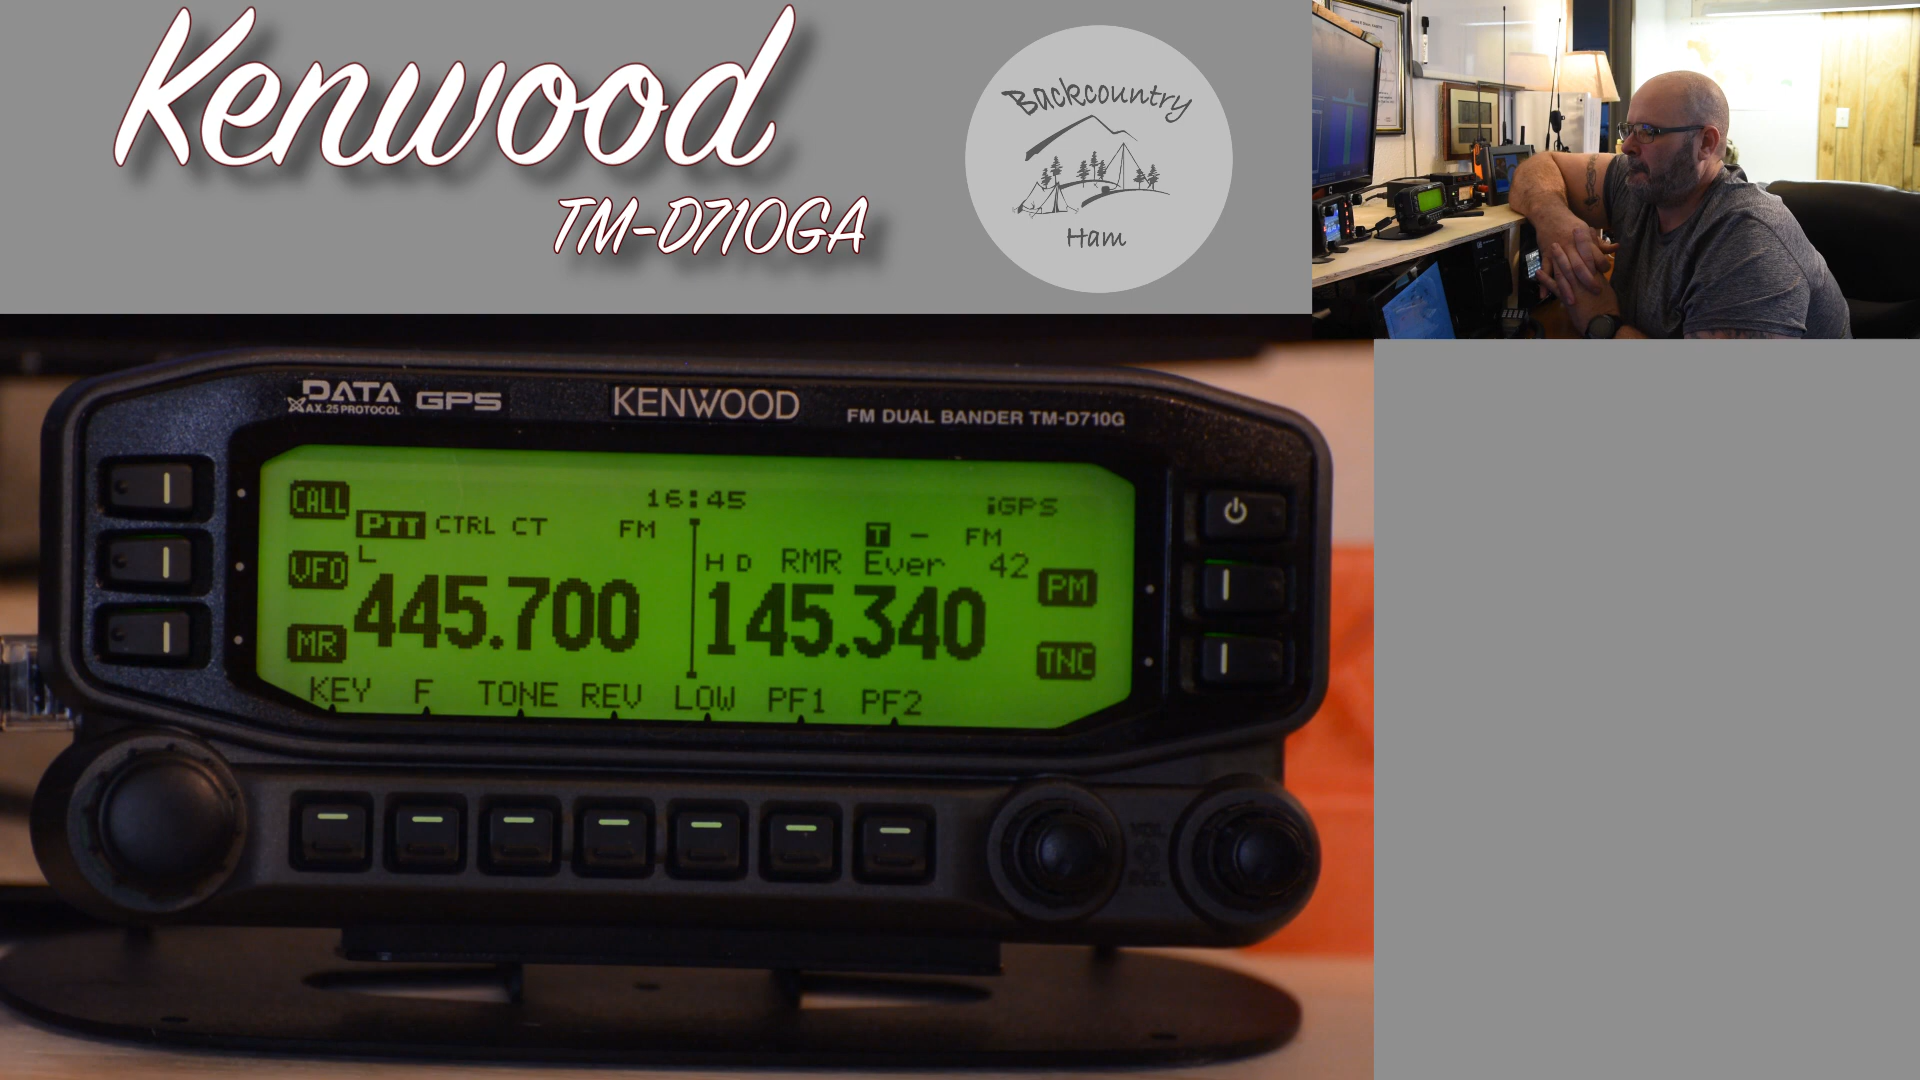 Kenwood
TM-D710GA
Backcountry
Ham
DATA
AX.25 PROTOCOL
GPS
KENWOOD
FM DUAL BANDER TM-D710G
CALL
16:45
iGPS
PTT CTRL CT FM
T - FM
VFO
L
H D RMR Ever 42
445.700
145.340
PM
MR
TNC
KEY F TONE REV LOW PF1 PF2
VOL